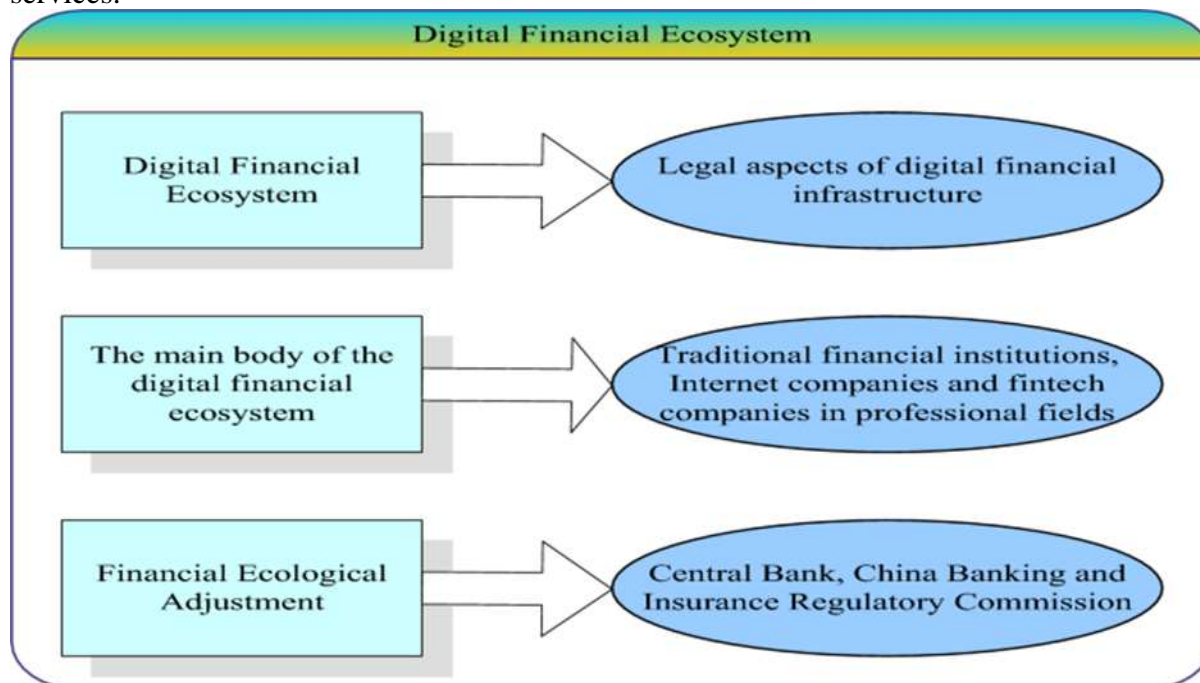 services.
Digital Financial Ecosystem
Digital Financial
Ecosystem
Legal aspects of digital financial
infrastructure
The main body of the
digital financial
ecosystem
Traditional financial institutions,
Internet companies and fintech
companies in professional fields
Financial Ecological
Adjustment
Central Bank, China Banking and
Insurance Regulatory Commission